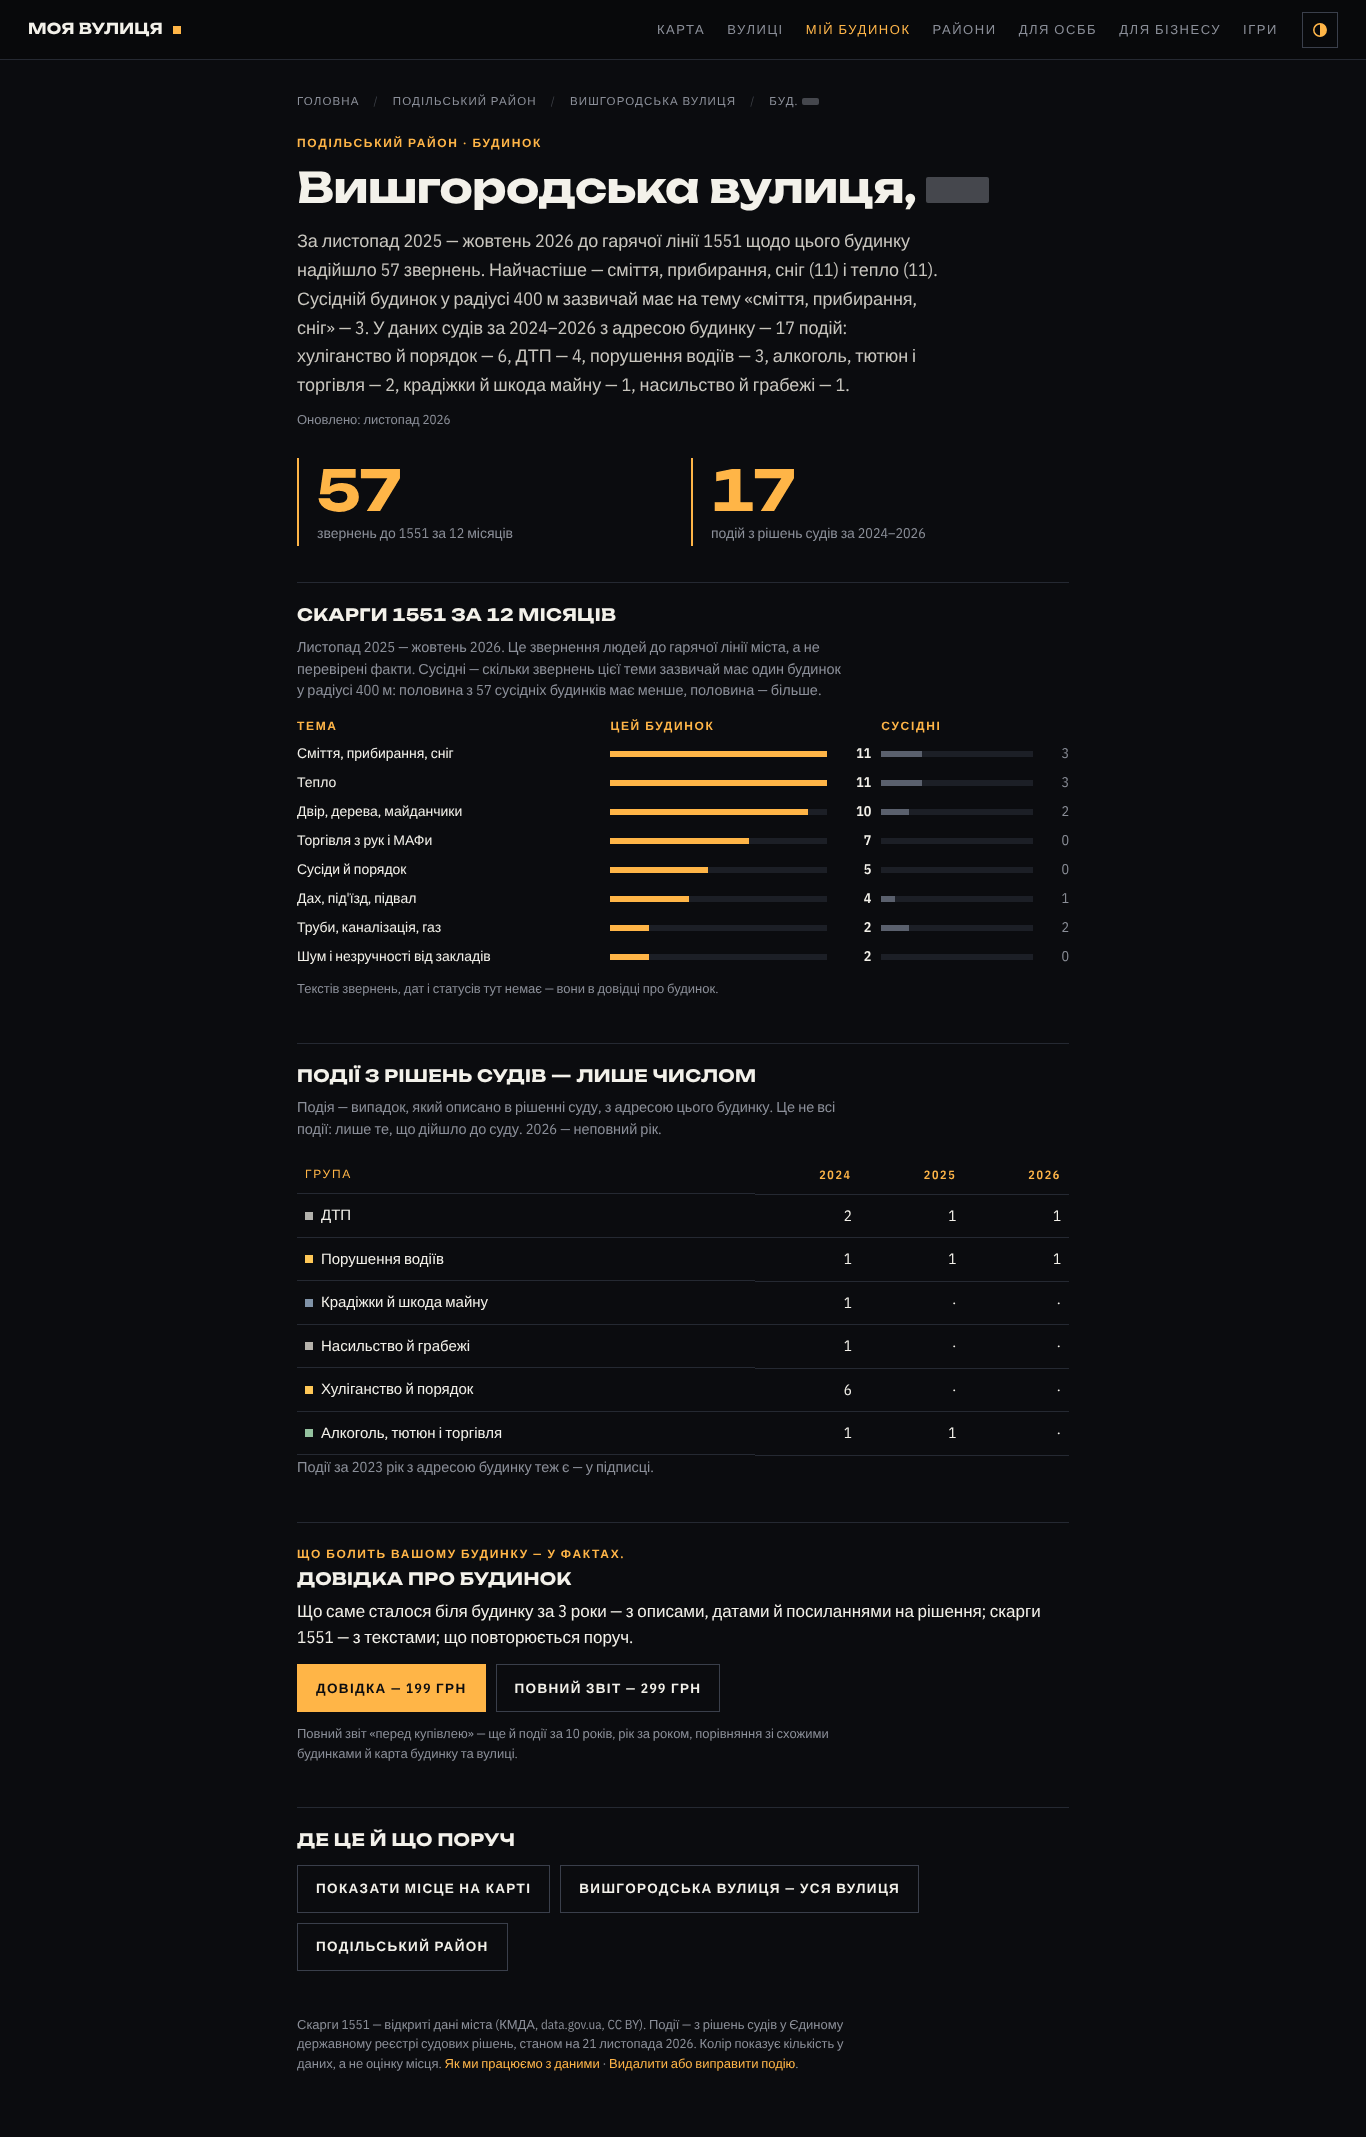 МОЯ ВУЛИЦЯ
КАРТА ВУЛИЦІ МІЙ БУДИНОК РАЙОНИ ДЛЯ ОСББ ДЛЯ БІЗНЕСУ ІГРИ
ГОЛОВНА / ПОДІЛЬСЬКИЙ РАЙОН / ВИШГОРОДСЬКА ВУЛИЦЯ / БУД.
ПОДІЛЬСЬКИЙ РАЙОН · БУДИНОК
Вишгородська вулиця,
За листопад 2025 — жовтень 2026 до гарячої лінії 1551 щодо цього будинку
надійшло 57 звернень. Найчастіше — сміття, прибирання, сніг (11) і тепло (11).
Сусідній будинок у радіусі 400 м зазвичай має на тему «сміття, прибирання,
сніг» — 3. У даних судів за 2024–2026 з адресою будинку — 17 подій:
хуліганство й порядок — 6, ДТП — 4, порушення водіїв — 3, алкоголь, тютюн і
торгівля — 2, крадіжки й шкода майну — 1, насильство й грабежі — 1.
Оновлено: листопад 2026
57 17
звернень до 1551 за 12 місяців подій з рішень судів за 2024–2026
СКАРГИ 1551 ЗА 12 МІСЯЦІВ
Листопад 2025 — жовтень 2026. Це звернення людей до гарячої лінії міста, а не
перевірені факти. Сусідні — скільки звернень цієї теми зазвичай має один будинок
у радіусі 400 м: половина з 57 сусідніх будинків має менше, половина — більше.
ТЕМА ЦЕЙ БУДИНОК СУСІДНІ
Сміття, прибирання, сніг 11 3
Тепло 11 3
Двір, дерева, майданчики 10 2
Торгівля з рук і МАФи 7 0
Сусіди й порядок 5 0
Дах, під'їзд, підвал 4 1
Труби, каналізація, газ 2 2
Шум і незручності від закладів 2 0
Текстів звернень, дат і статусів тут немає — вони в довідці про будинок.
ПОДІЇ З РІШЕНЬ СУДІВ — ЛИШЕ ЧИСЛОМ
Подія — випадок, який описано в рішенні суду, з адресою цього будинку. Це не всі
події: лише те, що дійшло до суду. 2026 — неповний рік.
ГРУПА 2024 2025 2026
ДТП 2 1 1
Порушення водіїв 1 1 1
Крадіжки й шкода майну 1 · ·
Насильство й грабежі 1 · ·
Хуліганство й порядок 6 · ·
Алкоголь, тютюн і торгівля 1 1 ·
Події за 2023 рік з адресою будинку теж є — у підписці.
ЩО БОЛИТЬ ВАШОМУ БУДИНКУ — У ФАКТАХ.
ДОВІДКА ПРО БУДИНОК
Що саме сталося біля будинку за 3 роки — з описами, датами й посиланнями на рішення; скарги
1551 — з текстами; що повторюється поруч.
ДОВІДКА — 199 ГРН ПОВНИЙ ЗВІТ — 299 ГРН
Повний звіт «перед купівлею» — ще й події за 10 років, рік за роком, порівняння зі схожими
будинками й карта будинку та вулиці.
ДЕ ЦЕ Й ЩО ПОРУЧ
ПОКАЗАТИ МІСЦЕ НА КАРТІ ВИШГОРОДСЬКА ВУЛИЦЯ — УСЯ ВУЛИЦЯ
ПОДІЛЬСЬКИЙ РАЙОН
Скарги 1551 — відкриті дані міста (КМДА, data.gov.ua, CC BY). Події — з рішень судів у Єдиному
державному реєстрі судових рішень, станом на 21 листопада 2026. Колір показує кількість у
даних, а не оцінку місця. Як ми працюємо з даними · Видалити або виправити подію.